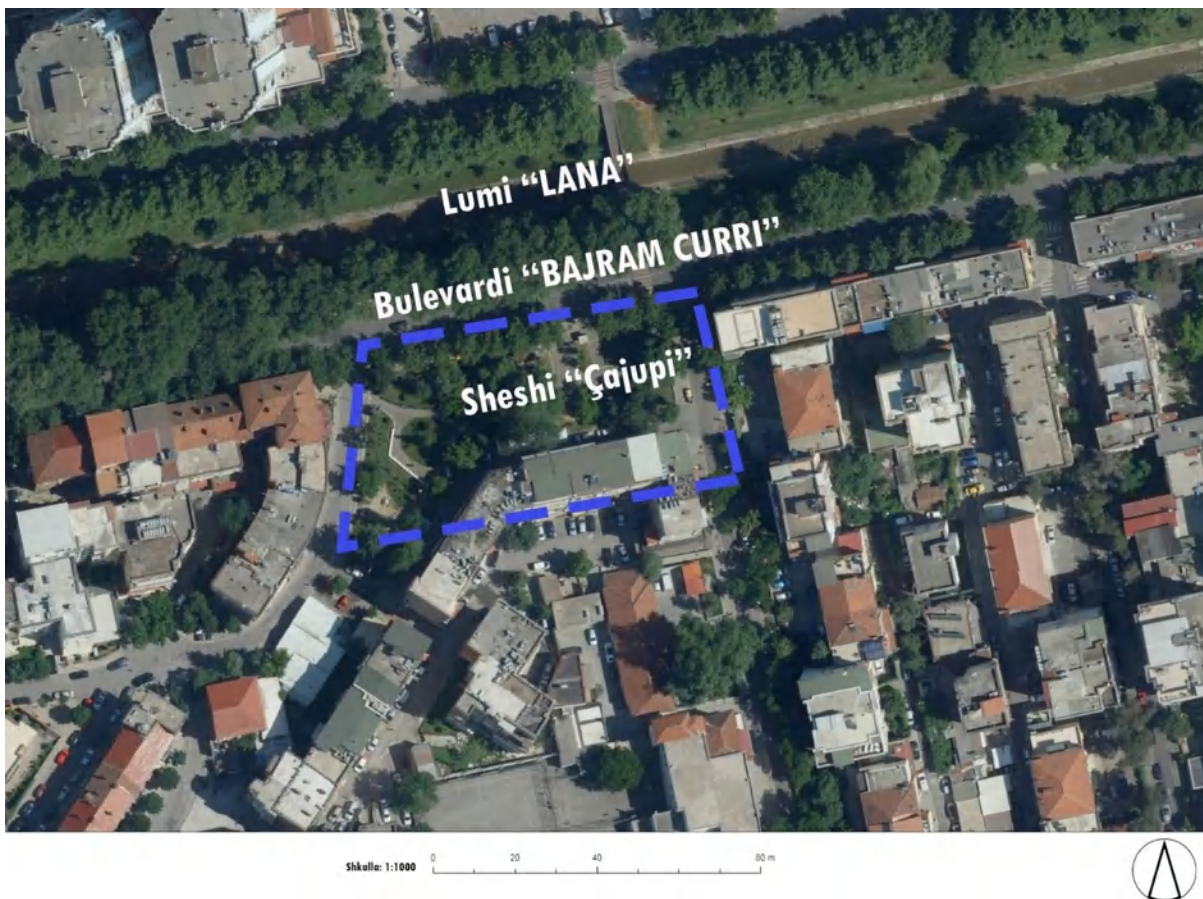 Lumi “LANA”
Bulevardi “BAJRAM CURRI”
Sheshi “Çajupi”
Shkalla: 1:1000
0 20 40 80 m